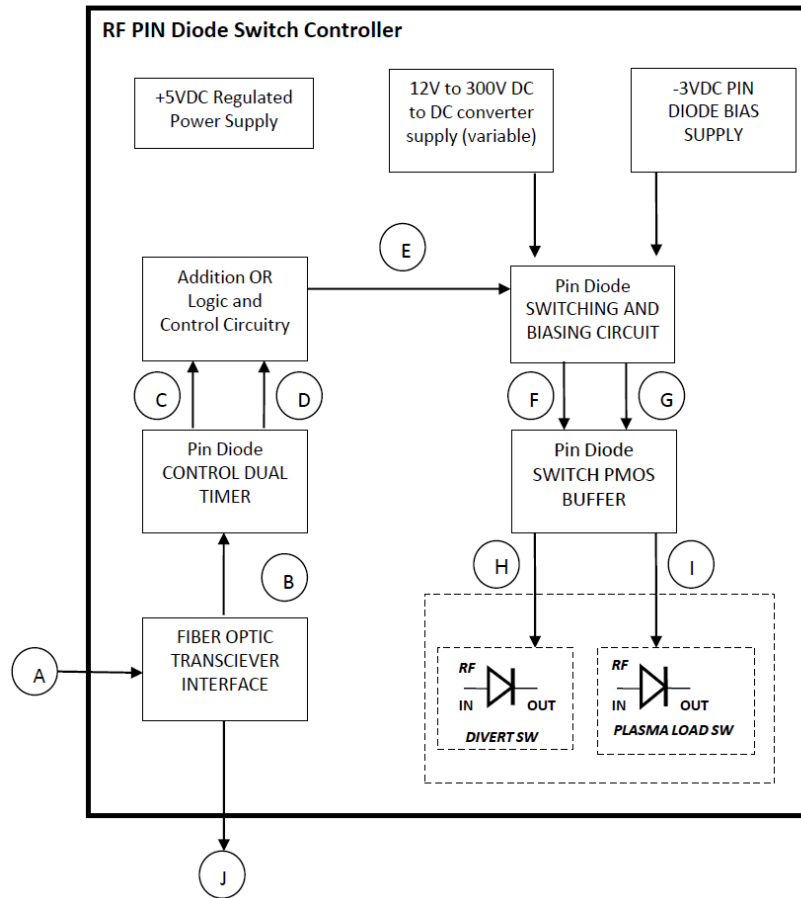 RF PIN Diode Switch Controller
+5VDC Regulated
Power Supply
12V to 300V DC
to DC converter
supply (variable)
-3VDC PIN
DIODE BIAS
SUPPLY
E
Addition OR
Logic and
Control Circuitry
Pin Diode
SWITCHING AND
BIASING CIRCUIT
C
D
F
G
Pin Diode
CONTROL DUAL
TIMER
Pin Diode
SWITCH PMOS
BUFFER
B
H
I
A
FIBER OPTIC
TRANSCIEVER
INTERFACE
RF
IN
OUT
DIVERT SW
RF
IN
OUT
PLASMA LOAD SW
J